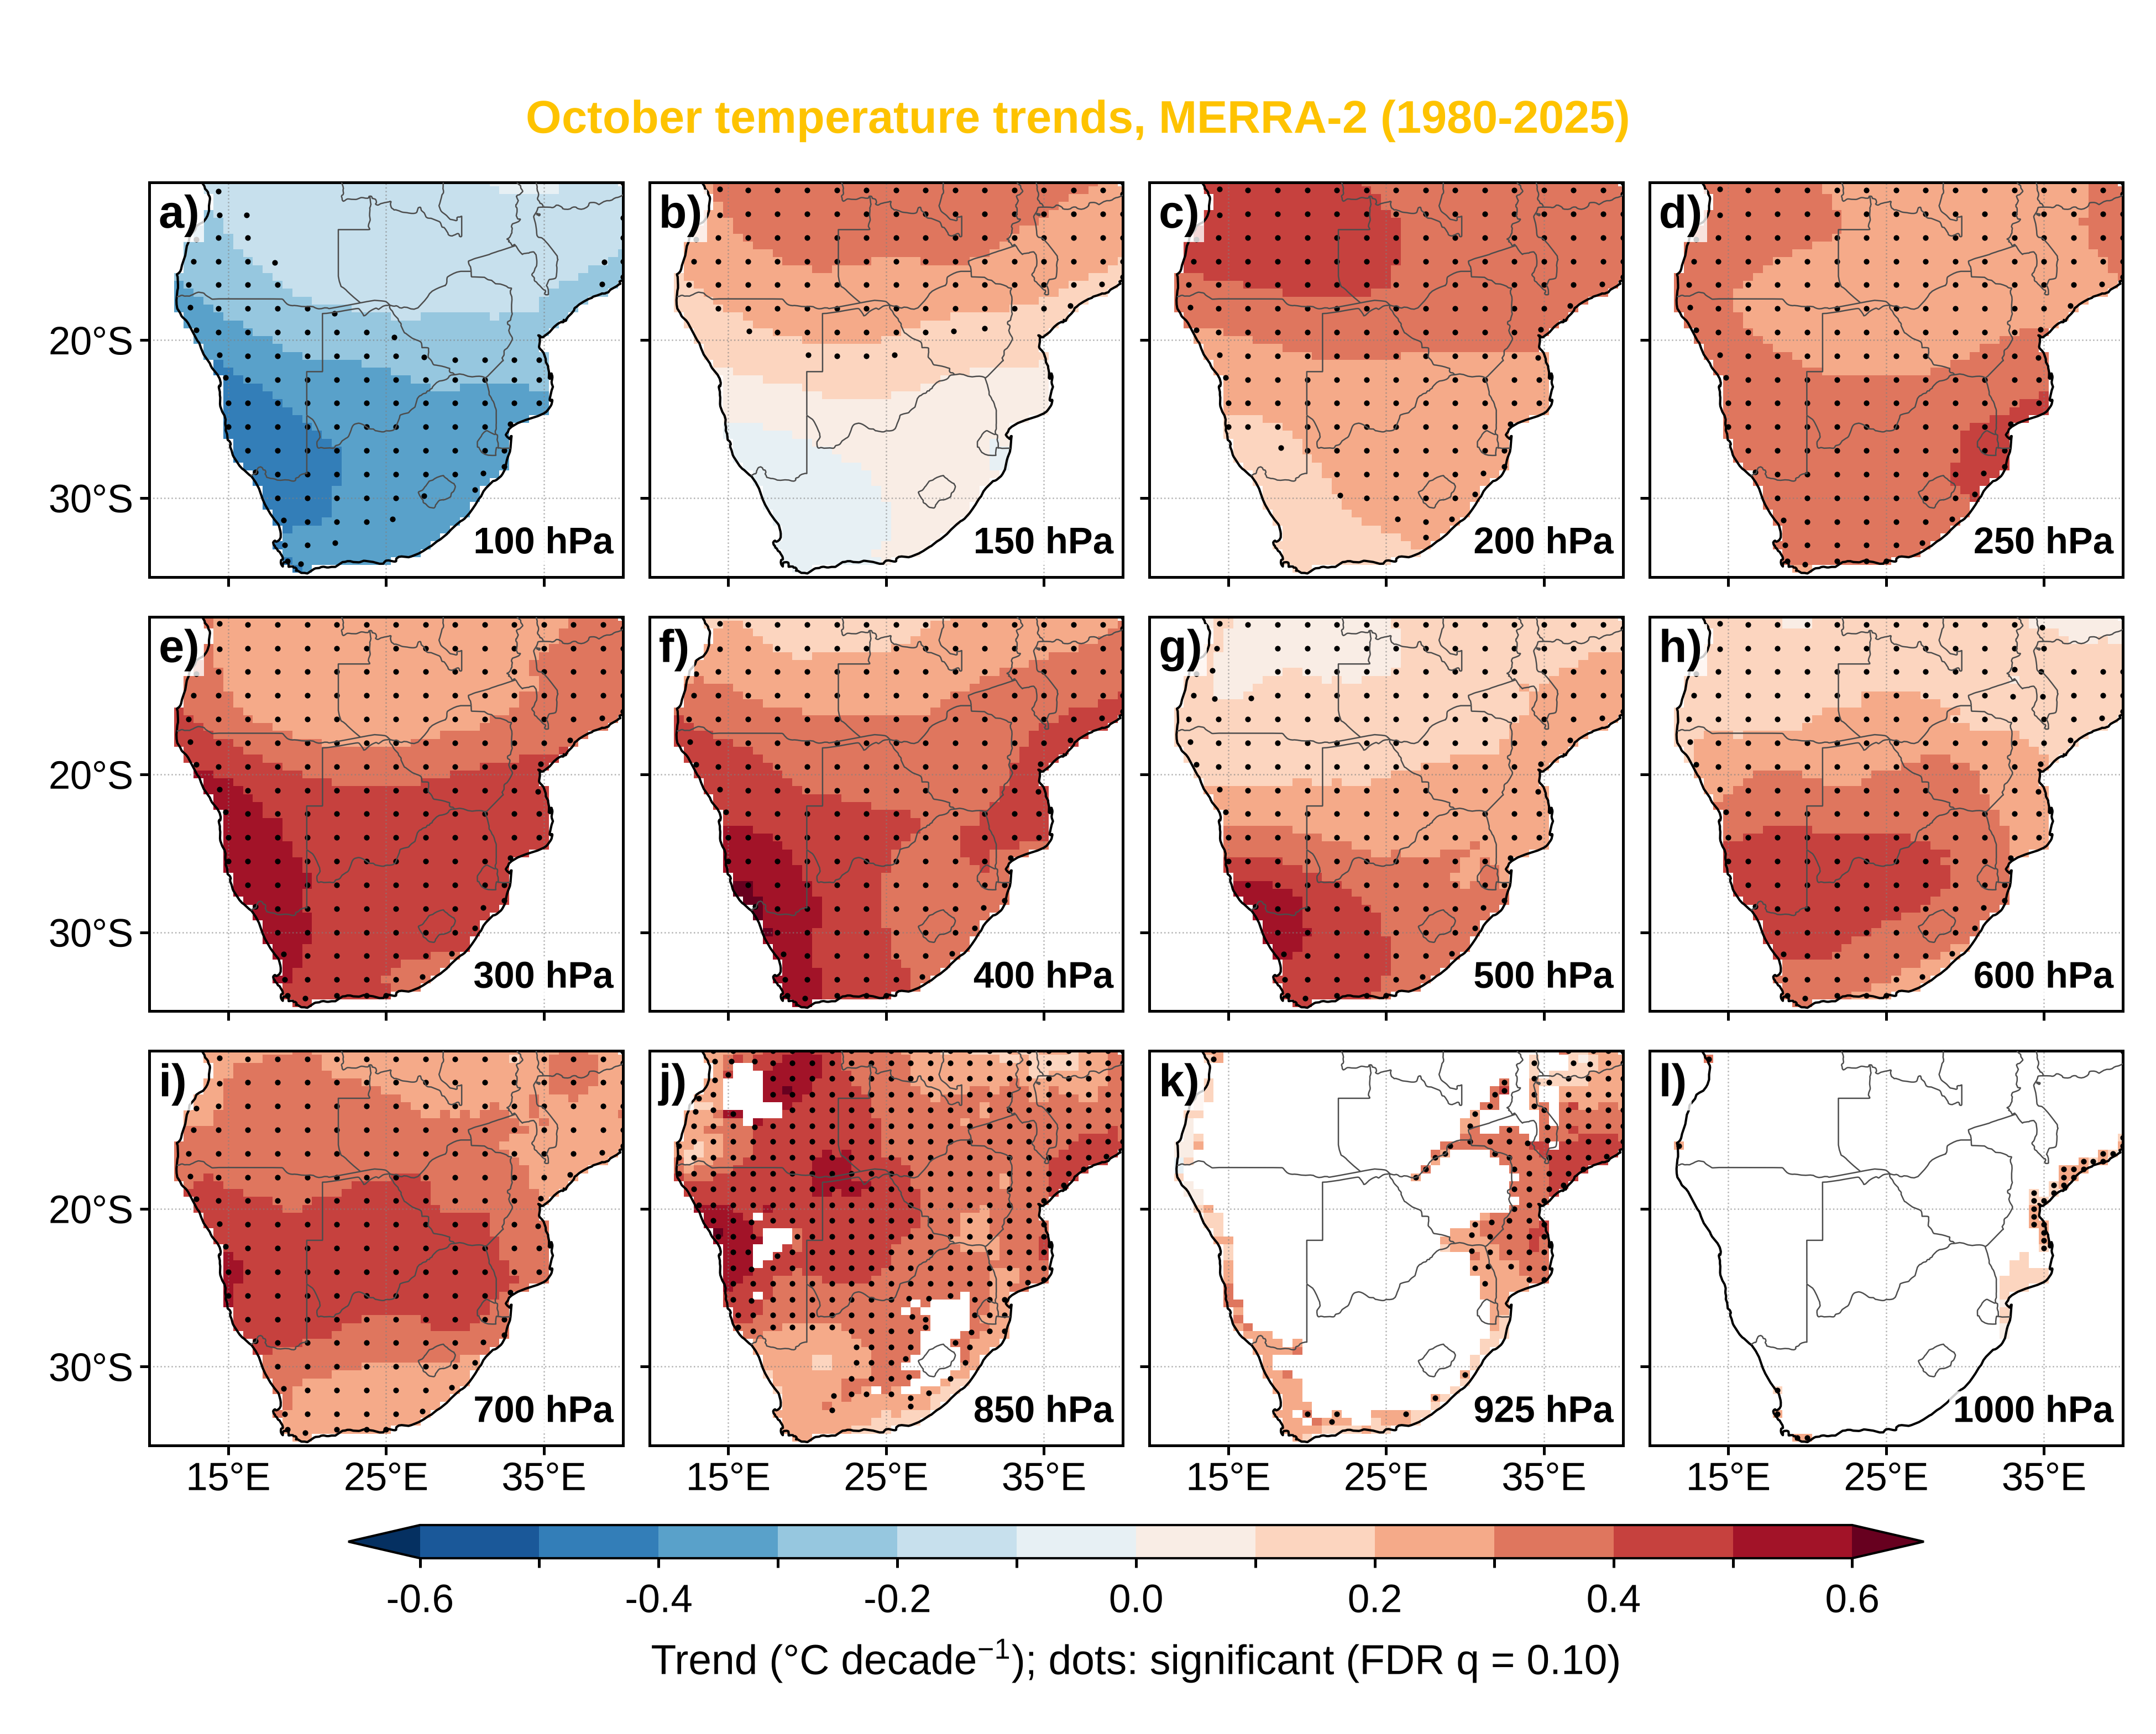 October temperature trends, MERRA-2 (1980-2025)
a) b) c) d)
20°S
30°S
100 hPa 150 hPa 200 hPa 250 hPa
e) f) g) h)
20°S
30°S
300 hPa 400 hPa 500 hPa 600 hPa
i) j) k) l)
20°S
30°S
700 hPa 850 hPa 925 hPa 1000 hPa
15°E 25°E 35°E 15°E 25°E 35°E 15°E 25°E 35°E 15°E 25°E 35°E
-0.6 -0.4 -0.2 0.0 0.2 0.4 0.6
Trend (°C decade⁻¹); dots: significant (FDR q = 0.10)